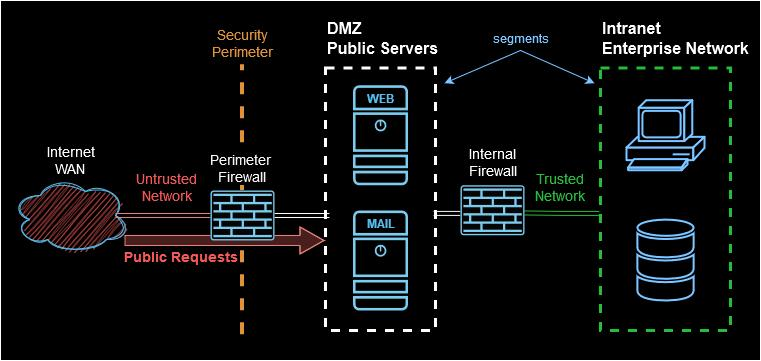 Security
Perimeter
DMZ
Public Servers
segments
Intranet
Enterprise Network
WEB
Internet
WAN
Untrusted
Network
Perimeter
Firewall
Internal
Firewall
Trusted
Network
MAIL
Public Requests